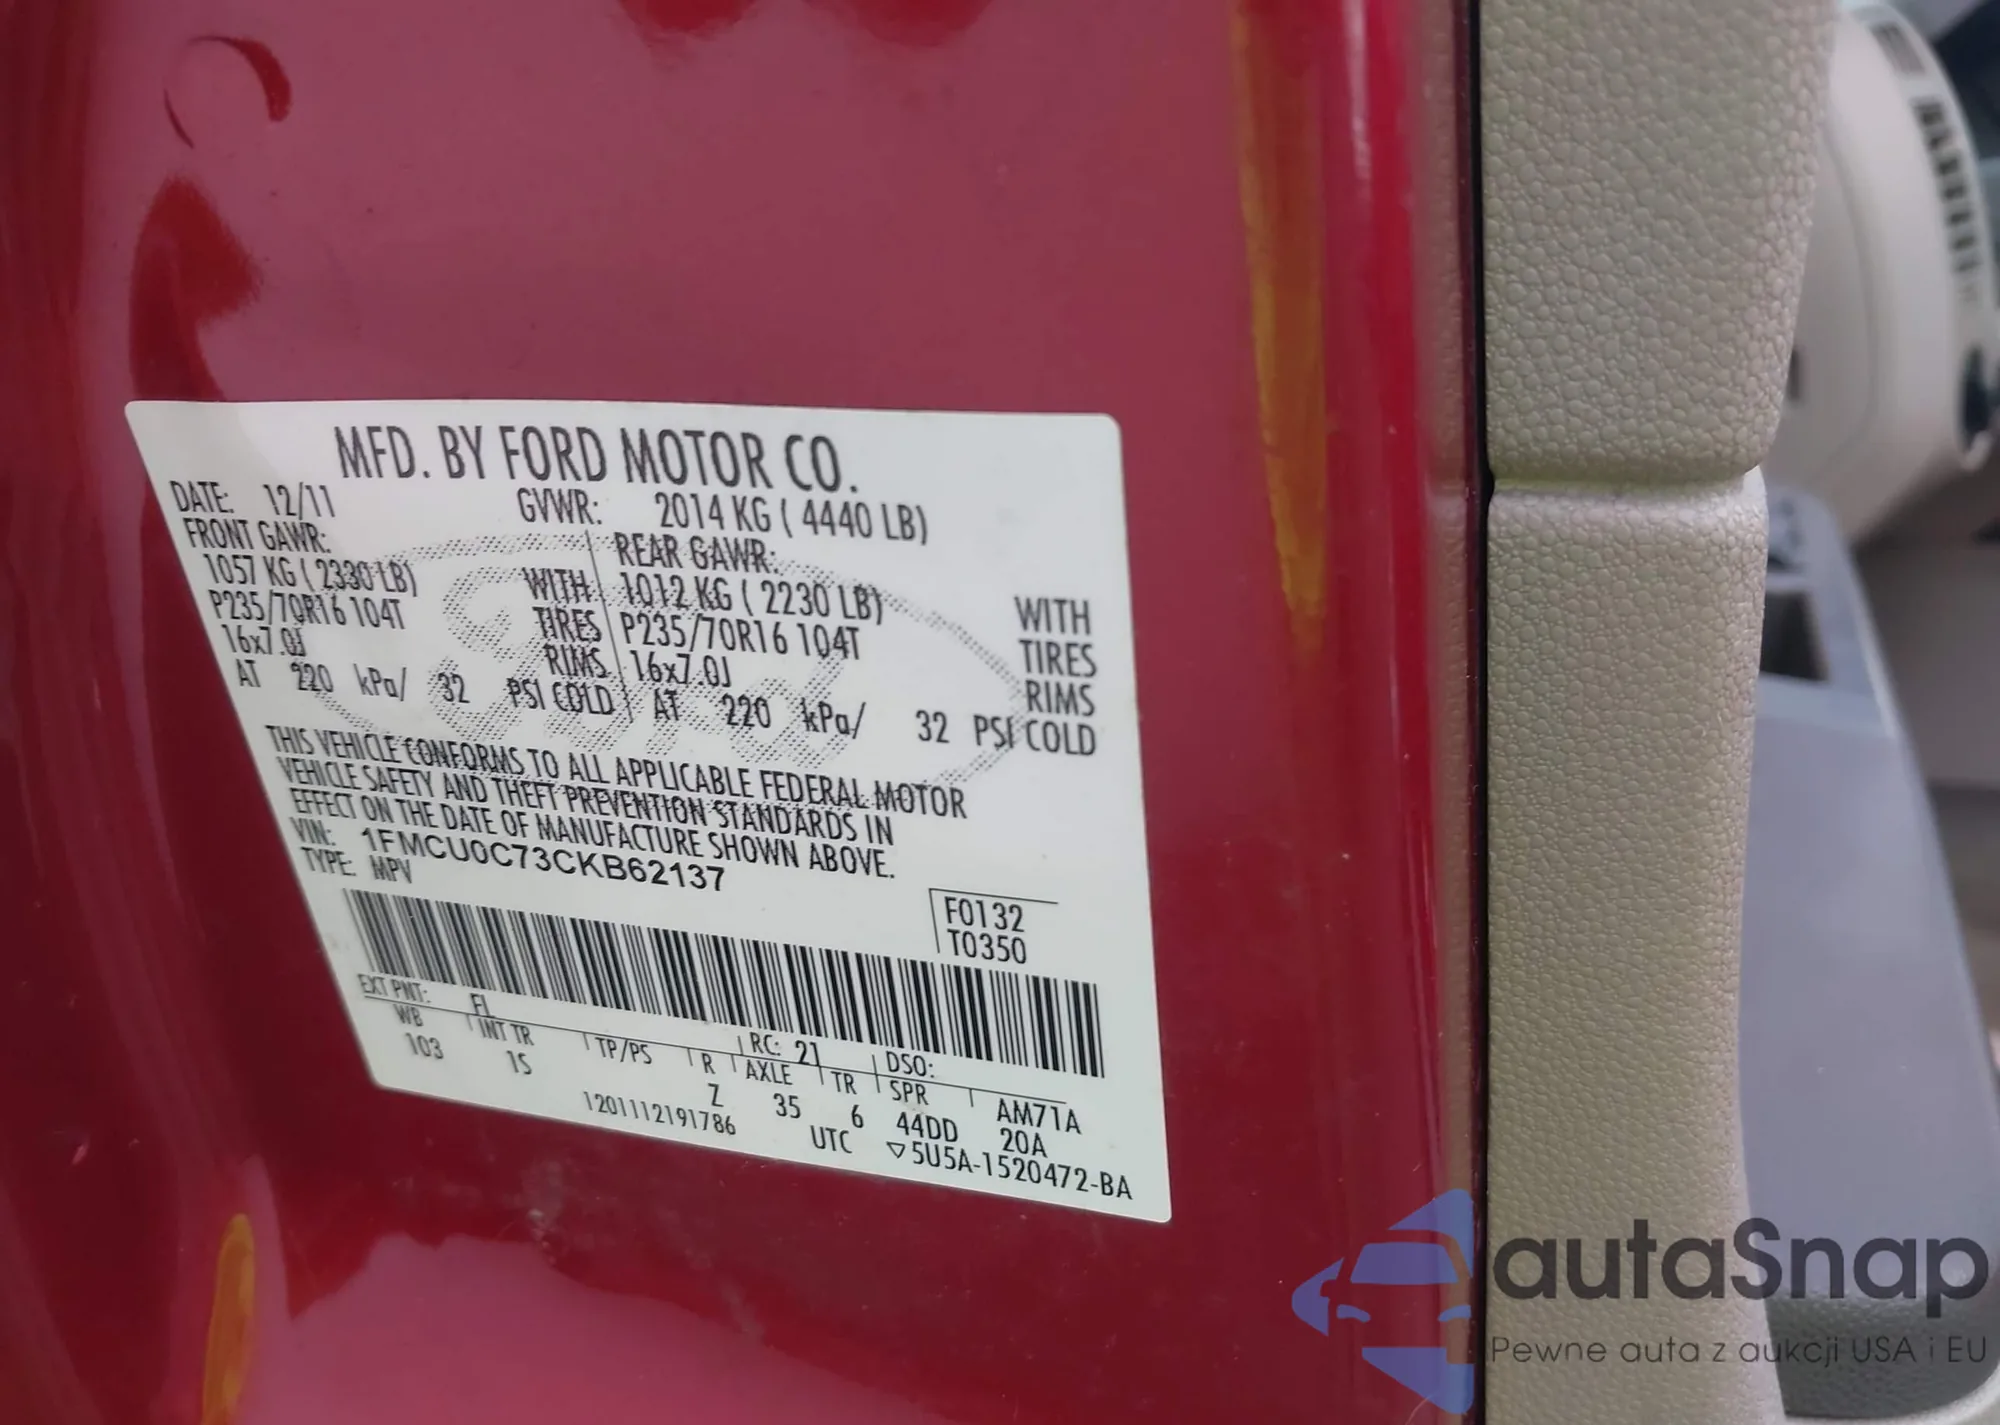 MFD. BY FORD MOTOR CO.
DATE: 12/11 GVWR: 2014 KG ( 4440 LB)
FRONT GAWR: REAR GAWR:
1057 KG ( 2330 LB) WITH 1012 KG ( 2230 LB) WITH
P235/70R16 104T TIRES P235/70R16 104T TIRES
16x7.0J RIMS 16x7.0J RIMS
AT 220 kPa/ 32 PSI COLD AT 220 kPa/ 32 PSI COLD
THIS VEHICLE CONFORMS TO ALL APPLICABLE FEDERAL MOTOR
VEHICLE SAFETY AND THEFT PREVENTION STANDARDS IN
EFFECT ON THE DATE OF MANUFACTURE SHOWN ABOVE.
VIN: 1FMCU0C73CKB62137
TYPE: MPV
F0132
T0350
EXT PNT: FL RC: 21 DSO:
WB INT TR TP/PS R AXLE TR SPR AM71A
103 1S Z 35 6 44DD 20A
1201112191786 UTC ▽5U5A-1520472-BA
autaSnap
Pewne auta z aukcji USA i EU